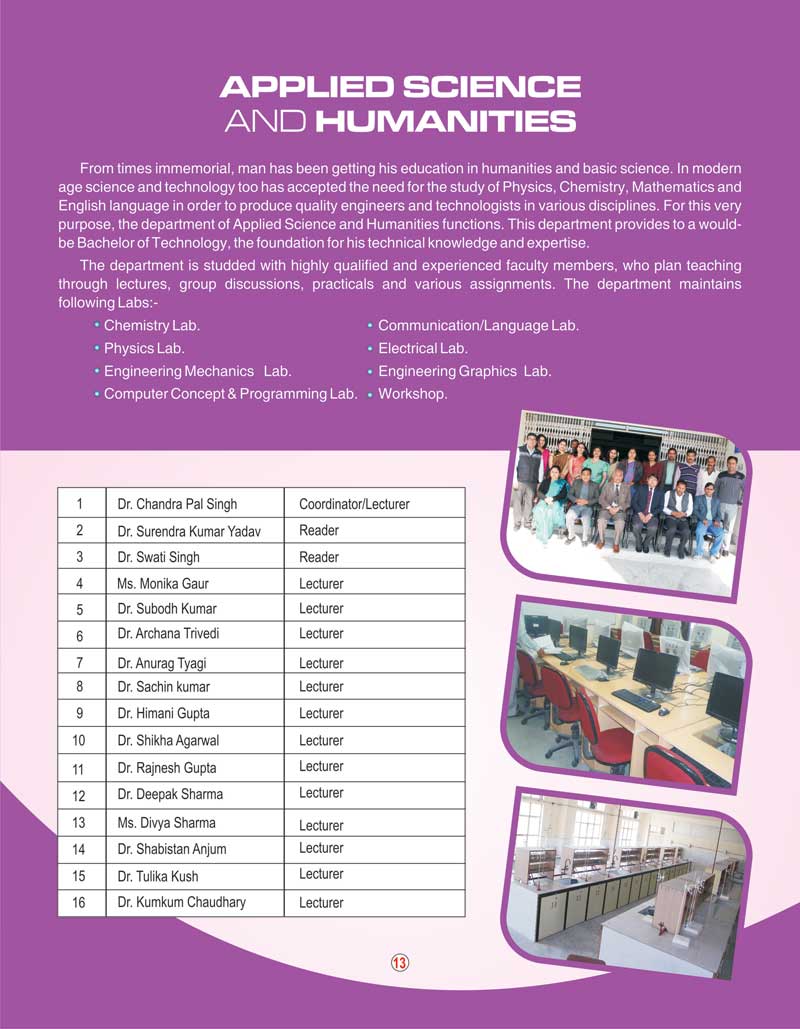 APPLIED SCIENCE
AND HUMANITIES
From times immemorial, man has been getting his education in humanities and basic science. In modern
age science and technology too has accepted the need for the study of Physics, Chemistry, Mathematics and
English language in order to produce quality engineers and technologists in various disciplines. For this very
purpose, the department of Applied Science and Humanities functions. This department provides to a would-
be Bachelor of Technology, the foundation for his technical knowledge and expertise.
The department is studded with highly qualified and experienced faculty members, who plan teaching
through lectures, group discussions, practicals and various assignments. The department maintains
following Labs:-
• Chemistry Lab.
• Physics Lab.
• Engineering Mechanics Lab.
• Computer Concept & Programming Lab.
• Communication/Language Lab.
• Electrical Lab.
• Engineering Graphics Lab.
• Workshop.
1 Dr. Chandra Pal Singh Coordinator/Lecturer
2 Dr. Surendra Kumar Yadav Reader
3 Dr. Swati Singh Reader
4 Ms. Monika Gaur Lecturer
5 Dr. Subodh Kumar Lecturer
6 Dr. Archana Trivedi Lecturer
7 Dr. Anurag Tyagi Lecturer
8 Dr. Sachin kumar Lecturer
9 Dr. Himani Gupta Lecturer
10 Dr. Shikha Agarwal Lecturer
11 Dr. Rajnesh Gupta Lecturer
12 Dr. Deepak Sharma Lecturer
13 Ms. Divya Sharma Lecturer
14 Dr. Shabistan Anjum Lecturer
15 Dr. Tulika Kush Lecturer
16 Dr. Kumkum Chaudhary Lecturer
13